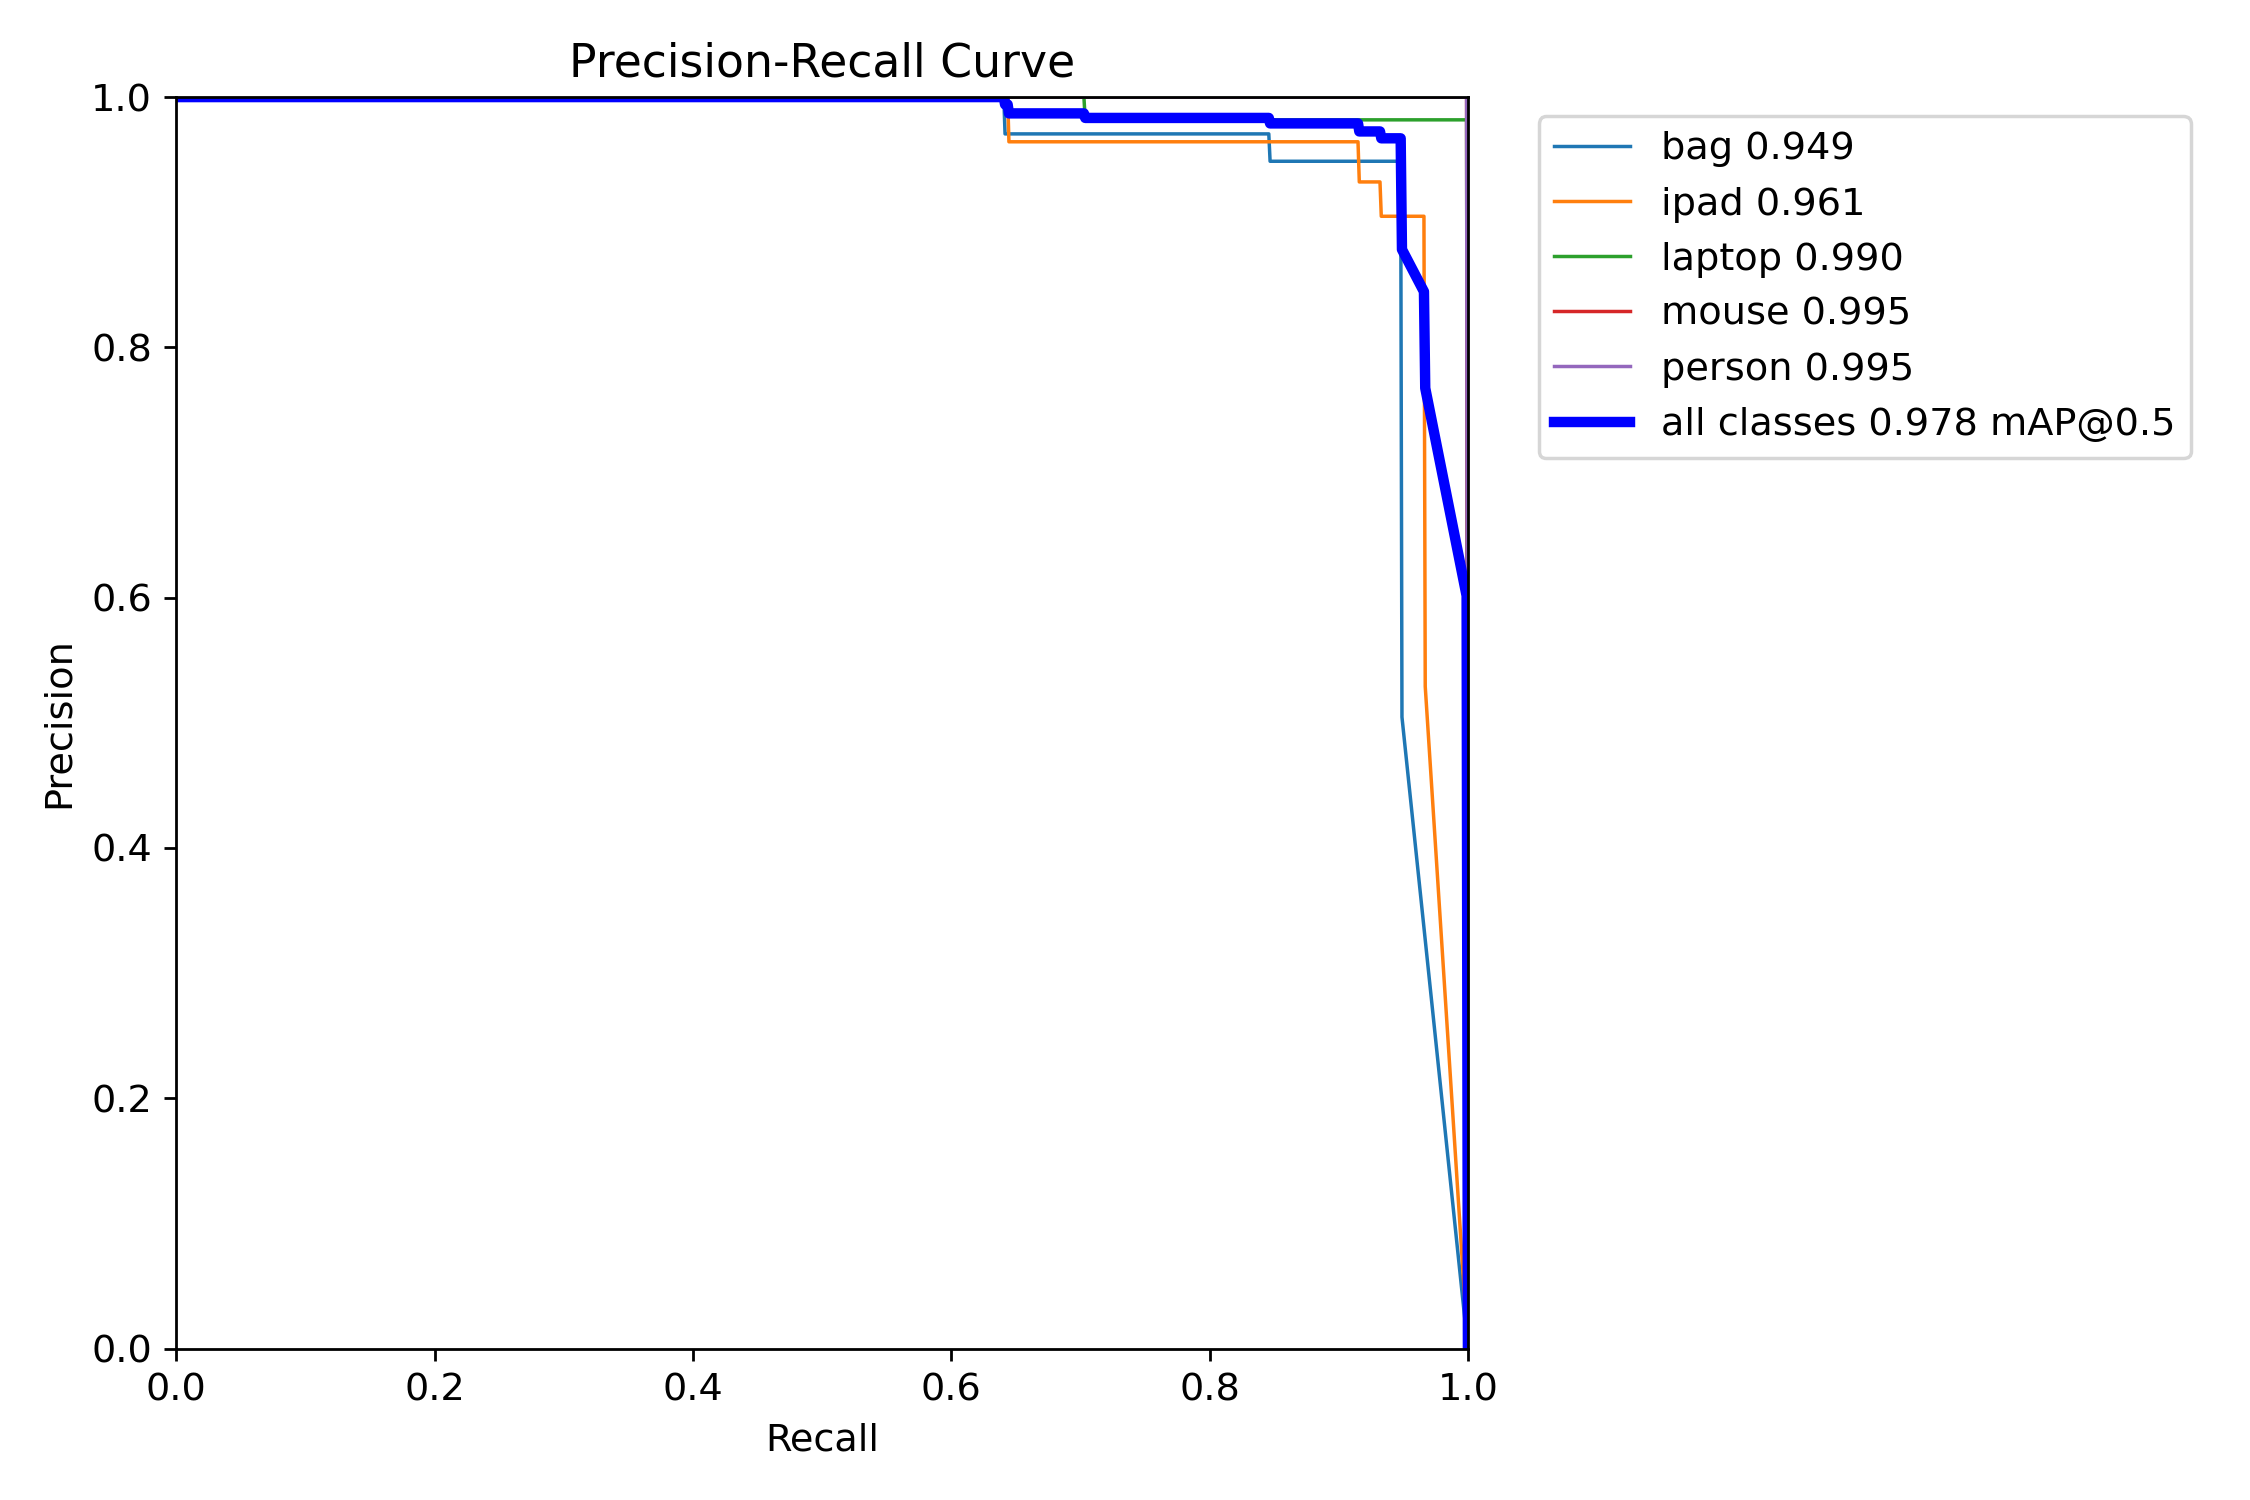 Precision-Recall Curve
1.0
0.8
0.6
0.4
0.2
0.0
Precision
0.0 0.2 0.4 0.6 0.8 1.0
Recall
bag 0.949
ipad 0.961
laptop 0.990
mouse 0.995
person 0.995
all classes 0.978 mAP@0.5